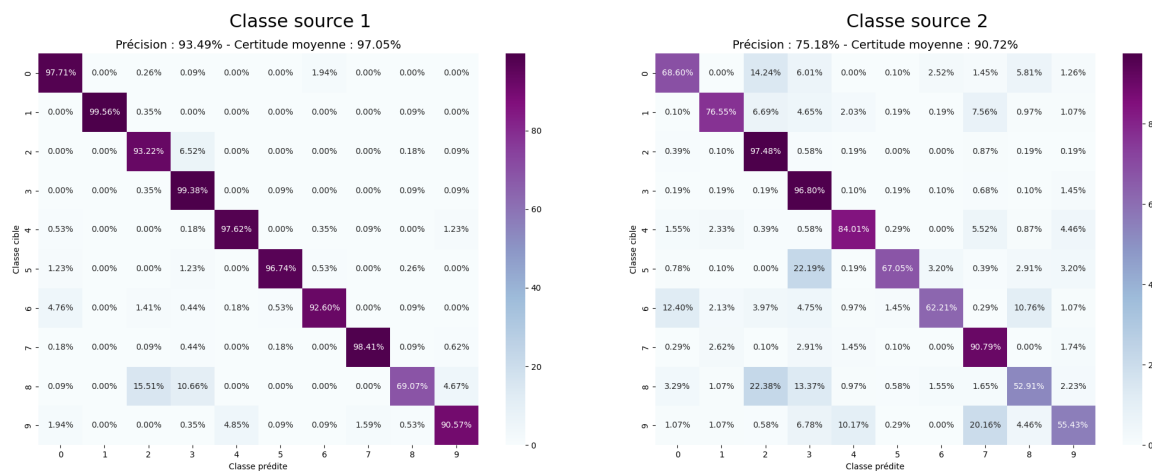 Classe source 1
Précision : 93.49% - Certitude moyenne : 97.05%
Classe cible
0 97.71% 0.00% 0.26% 0.09% 0.00% 0.00% 1.94% 0.00% 0.00% 0.00%
1 0.00% 99.56% 0.35% 0.00% 0.00% 0.00% 0.00% 0.00% 0.09% 0.00%
2 0.00% 0.00% 93.22% 6.52% 0.00% 0.00% 0.00% 0.00% 0.18% 0.09%
3 0.00% 0.00% 0.35% 99.38% 0.00% 0.09% 0.00% 0.00% 0.09% 0.09%
4 0.53% 0.00% 0.00% 0.18% 97.62% 0.00% 0.35% 0.09% 0.00% 1.23%
5 1.23% 0.00% 0.00% 1.23% 0.00% 96.74% 0.53% 0.00% 0.26% 0.00%
6 4.76% 0.00% 1.41% 0.44% 0.18% 0.53% 92.60% 0.00% 0.09% 0.00%
7 0.18% 0.00% 0.09% 0.44% 0.00% 0.18% 0.00% 98.41% 0.09% 0.62%
8 0.09% 0.00% 15.51% 10.66% 0.00% 0.00% 0.00% 0.00% 69.07% 4.67%
9 1.94% 0.00% 0.00% 0.35% 4.85% 0.09% 0.09% 1.59% 0.53% 90.57%
0 1 2 3 4 5 6 7 8 9
Classe prédite
80
60
40
20
0
Classe source 2
Précision : 75.18% - Certitude moyenne : 90.72%
Classe cible
0 68.60% 0.00% 14.24% 6.01% 0.00% 0.10% 2.52% 1.45% 5.81% 1.26%
1 0.10% 76.55% 6.69% 4.65% 2.03% 0.19% 0.19% 7.56% 0.97% 1.07%
2 0.39% 0.10% 97.48% 0.58% 0.19% 0.00% 0.00% 0.87% 0.19% 0.19%
3 0.19% 0.19% 0.19% 96.80% 0.10% 0.29% 0.00% 0.68% 0.10% 1.45%
4 1.55% 2.33% 0.39% 0.58% 84.01% 0.29% 0.00% 5.52% 0.87% 4.46%
5 0.78% 0.10% 0.00% 22.19% 0.19% 67.05% 3.20% 0.39% 2.91% 3.20%
6 12.40% 2.13% 3.97% 4.75% 0.97% 1.45% 62.21% 0.29% 10.76% 1.07%
7 0.29% 2.62% 0.10% 2.91% 1.45% 0.10% 0.00% 90.79% 0.00% 1.74%
8 3.29% 1.07% 22.38% 13.37% 0.97% 0.58% 1.55% 1.65% 52.91% 2.23%
9 1.07% 1.07% 0.58% 6.78% 10.17% 0.29% 0.00% 20.16% 4.46% 55.43%
0 1 2 3 4 5 6 7 8 9
Classe prédite